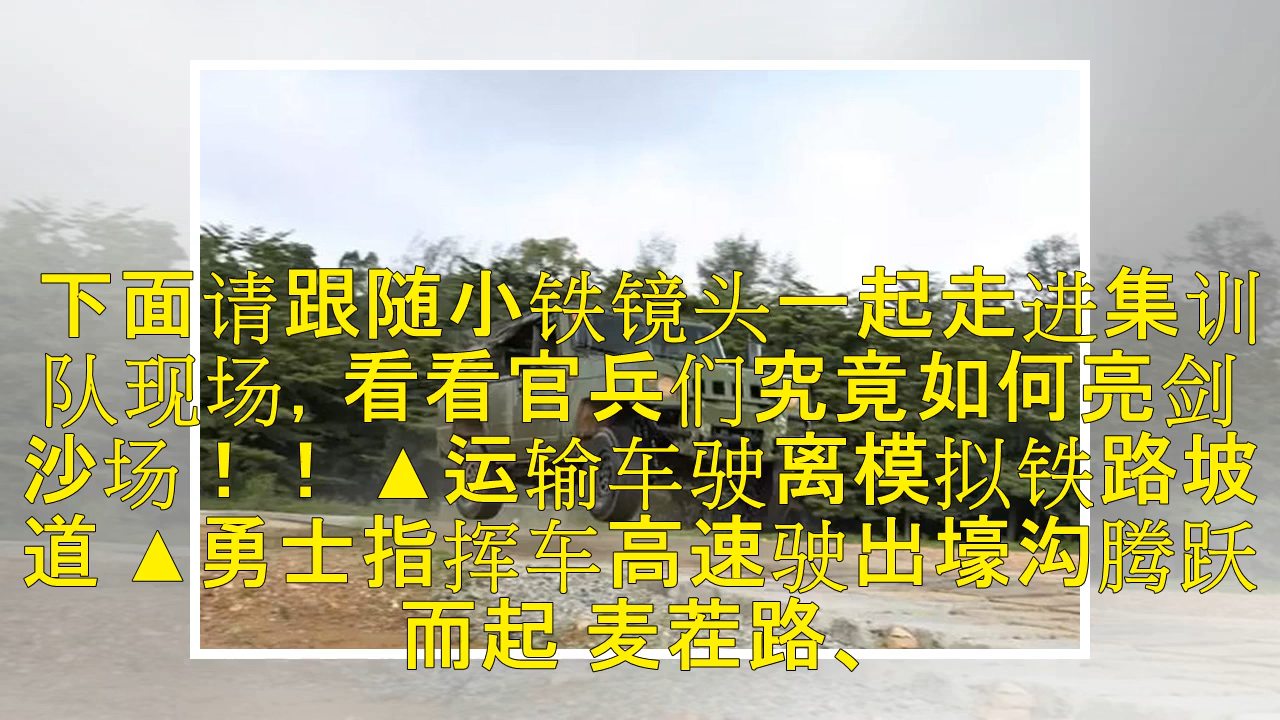 下面请跟随小铁镜头一起走进集训
队现场,看看官兵们究竟如何亮剑
沙场！！▲运输车驶离模拟铁路坡
道 ▲勇士指挥车高速驶出壕沟腾跃
而起 麦茬路、